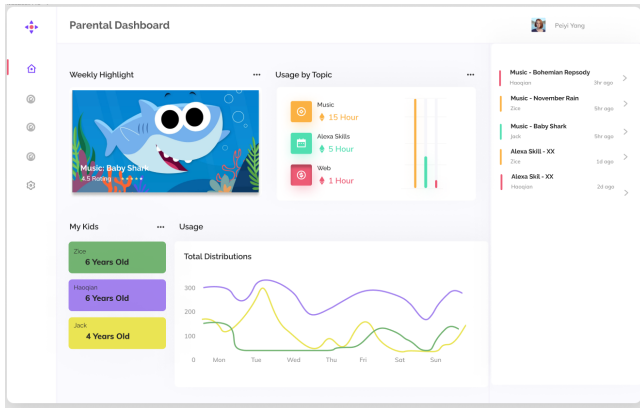 Parental Dashboard
Peiyi Yang
Weekly Highlight
Music: Baby Shark
4.5 Rating
Usage by Topic
Music
15 Hour
Alexa Skills
5 Hour
Web
1 Hour
Music - Bohemian Repsody
Haoqian
3hr ago
Music - November Rain
Zice
5hr ago
Music - Baby Shark
Jack
5hr ago
Alexa Skill - XX
Zice
1d ago
Alexa Skil - XX
Haoqian
2d ago
My Kids
Zice
6 Years Old
Haoqian
6 Years Old
Jack
4 Years Old
Usage
Total Distributions
300
200
100
0 Mon Tue Wed Thu Fri Sat Sun